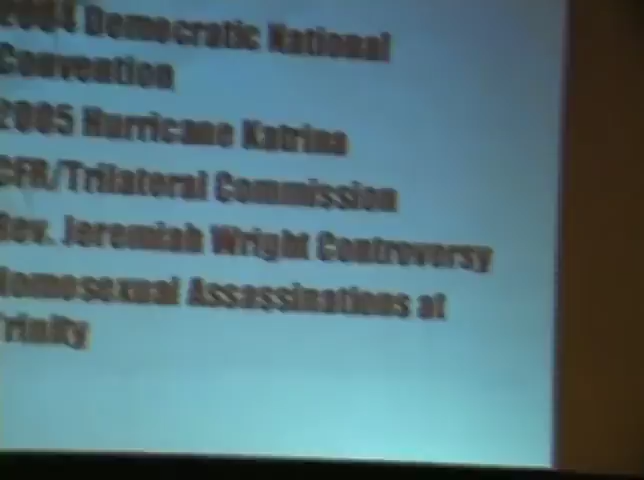 2004 Democratic National
Convention
2005 Hurricane Katrina
CFR/Trilateral Commission
Rev. Jeremiah Wright Controversy
Homosexual Assassinations at
Trinity